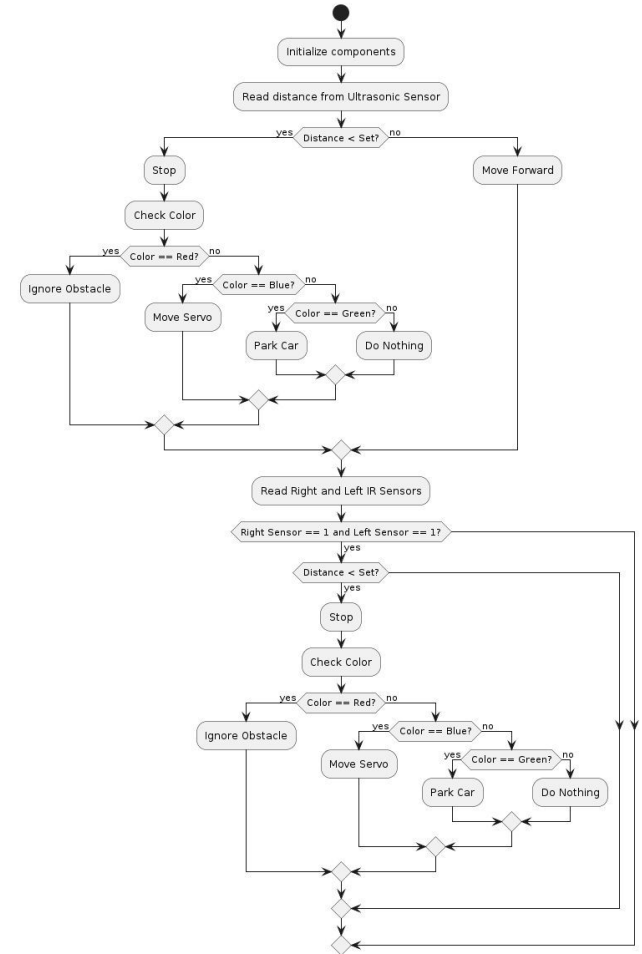 Initialize components
Read distance from Ultrasonic Sensor
yes
Distance < Set?
no
Stop
Move Forward
Check Color
yes
Color == Red?
no
Ignore Obstacle
yes
Color == Blue?
no
Move Servo
yes
Color == Green?
no
Park Car
Do Nothing
Read Right and Left IR Sensors
Right Sensor == 1 and Left Sensor == 1?
yes
Distance < Set?
yes
Stop
Check Color
yes
Color == Red?
no
Ignore Obstacle
yes
Color == Blue?
no
Move Servo
yes
Color == Green?
no
Park Car
Do Nothing